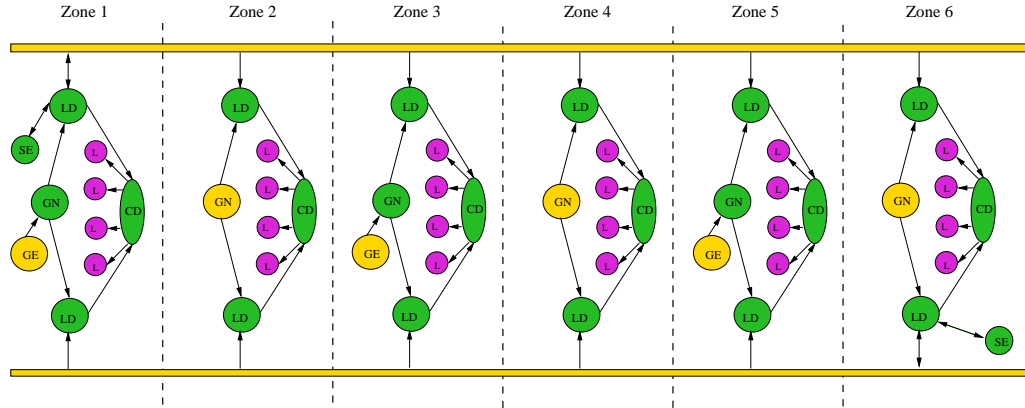 Zone 1 Zone 2 Zone 3 Zone 4 Zone 5 Zone 6
LD LD LD LD LD LD
SE L L L L L L
L L L L L L
GN GN GN GN GN GN
CD CD CD CD CD CD
L L L L L L
GE GE GE
L L L L L L
LD LD LD LD LD LD
SE